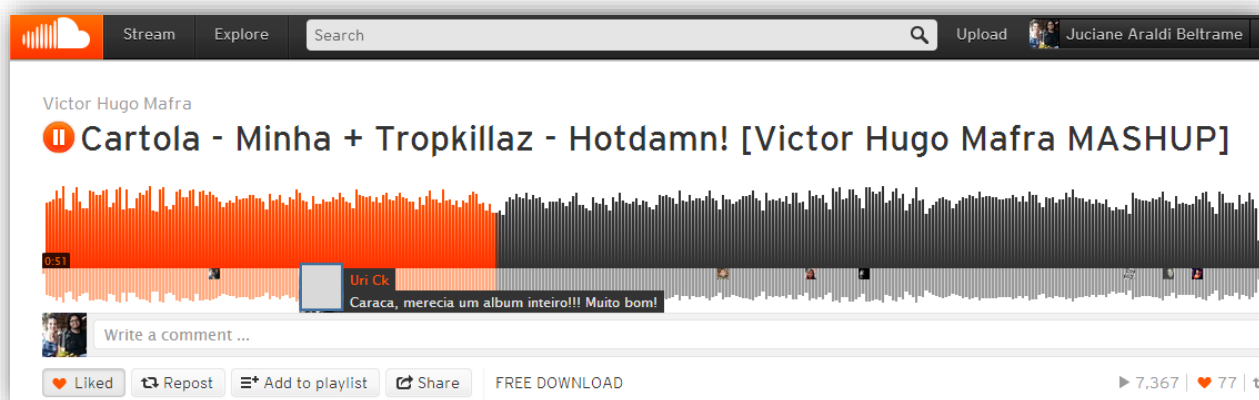 Stream Explore Search Upload Juciane Araldi Beltrame
Victor Hugo Mafra
Cartola - Minha + Tropkillaz - Hotdamn! [Victor Hugo Mafra MASHUP]
0:51
Uri Ck
Caraca, merecia um album inteiro!!! Muito bom!
Write a comment ...
Liked Repost Add to playlist Share FREE DOWNLOAD 7,367 77